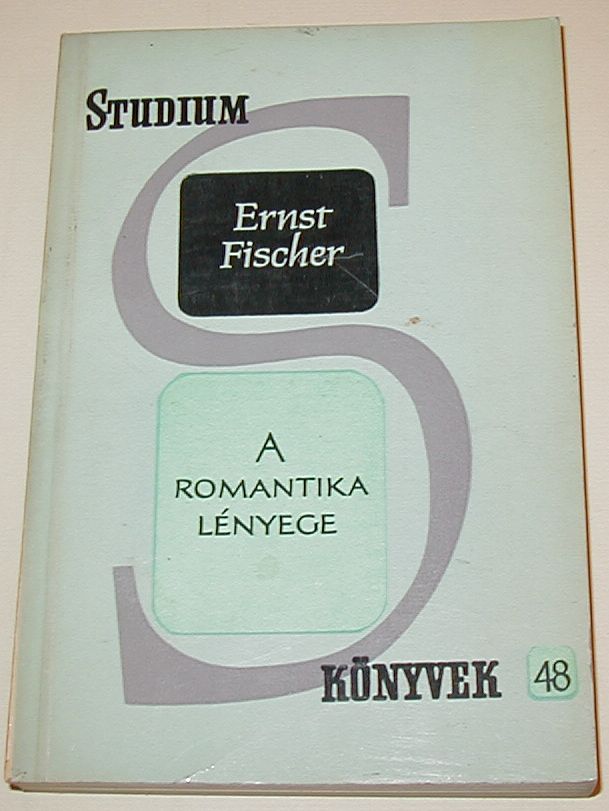 STUDIUM
Ernst
Fischer
A
ROMANTIKA
LÉNYEGE
KÖNYVEK 48